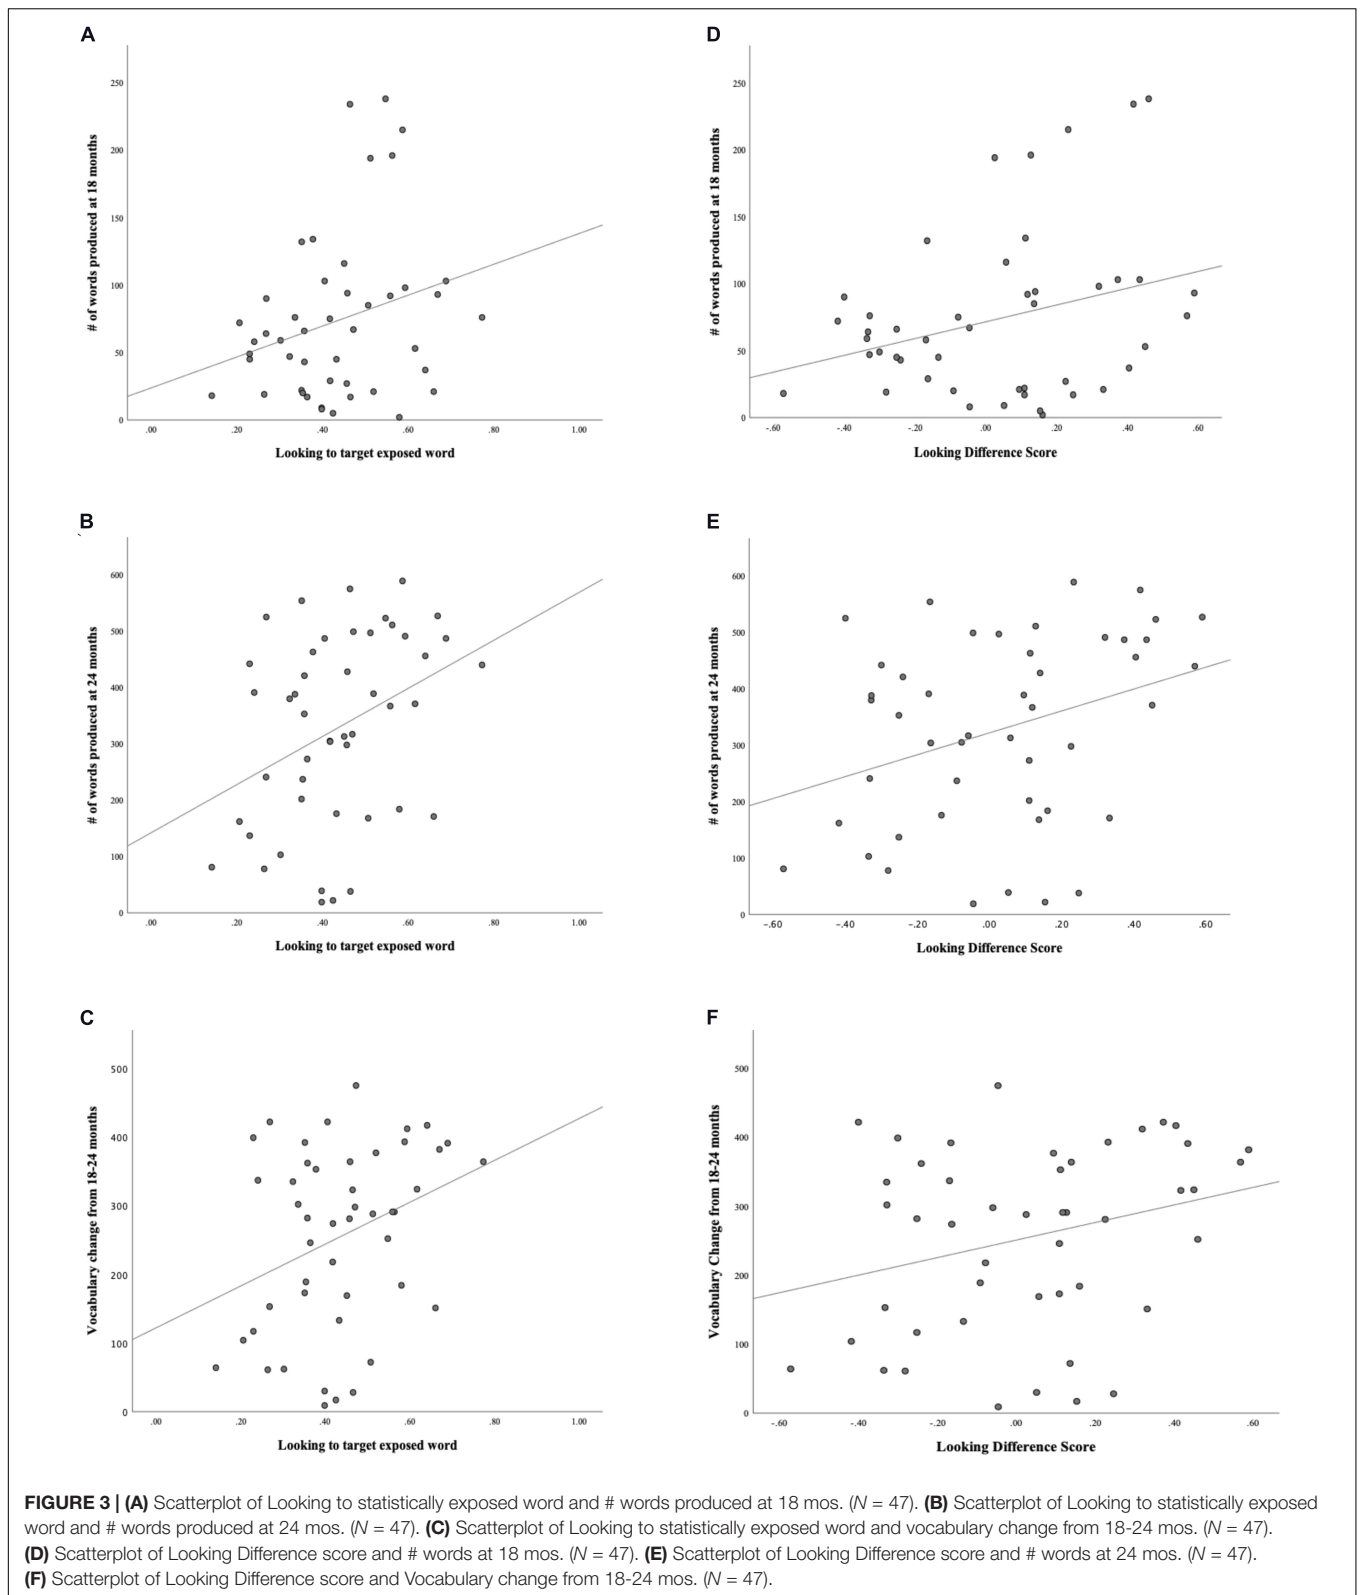 A
250
200
150
100
50
0
.00 .20 .40 .60 .80 1.00
# of words produced at 18 months
Looking to target exposed word
D
250
200
150
100
50
0
-.60 -.40 -.20 .00 .20 .40 .60
# of words produced at 18 months
Looking Difference Score
B
600
500
400
300
200
100
0
.00 .20 .40 .60 .80 1.00
# of words produced at 24 months
Looking to target exposed word
E
600
500
400
300
200
100
0
-.60 -.40 -.20 .00 .20 .40 .60
# of words produced at 24 months
Looking Difference Score
C
500
400
300
200
100
0
.00 .20 .40 .60 .80 1.00
Vocabulary change from 18-24 months
Looking to target exposed word
F
500
400
300
200
100
0
-.60 -.40 -.20 .00 .20 .40 .60
Vocabulary Change from 18-24 months
Looking Difference Score
FIGURE 3 | (A) Scatterplot of Looking to statistically exposed word and # words produced at 18 mos. (N = 47). (B) Scatterplot of Looking to statistically exposed
word and # words produced at 24 mos. (N = 47). (C) Scatterplot of Looking to statistically exposed word and vocabulary change from 18-24 mos. (N = 47).
(D) Scatterplot of Looking Difference score and # words at 18 mos. (N = 47). (E) Scatterplot of Looking Difference score and # words at 24 mos. (N = 47).
(F) Scatterplot of Looking Difference score and Vocabulary change from 18-24 mos. (N = 47).